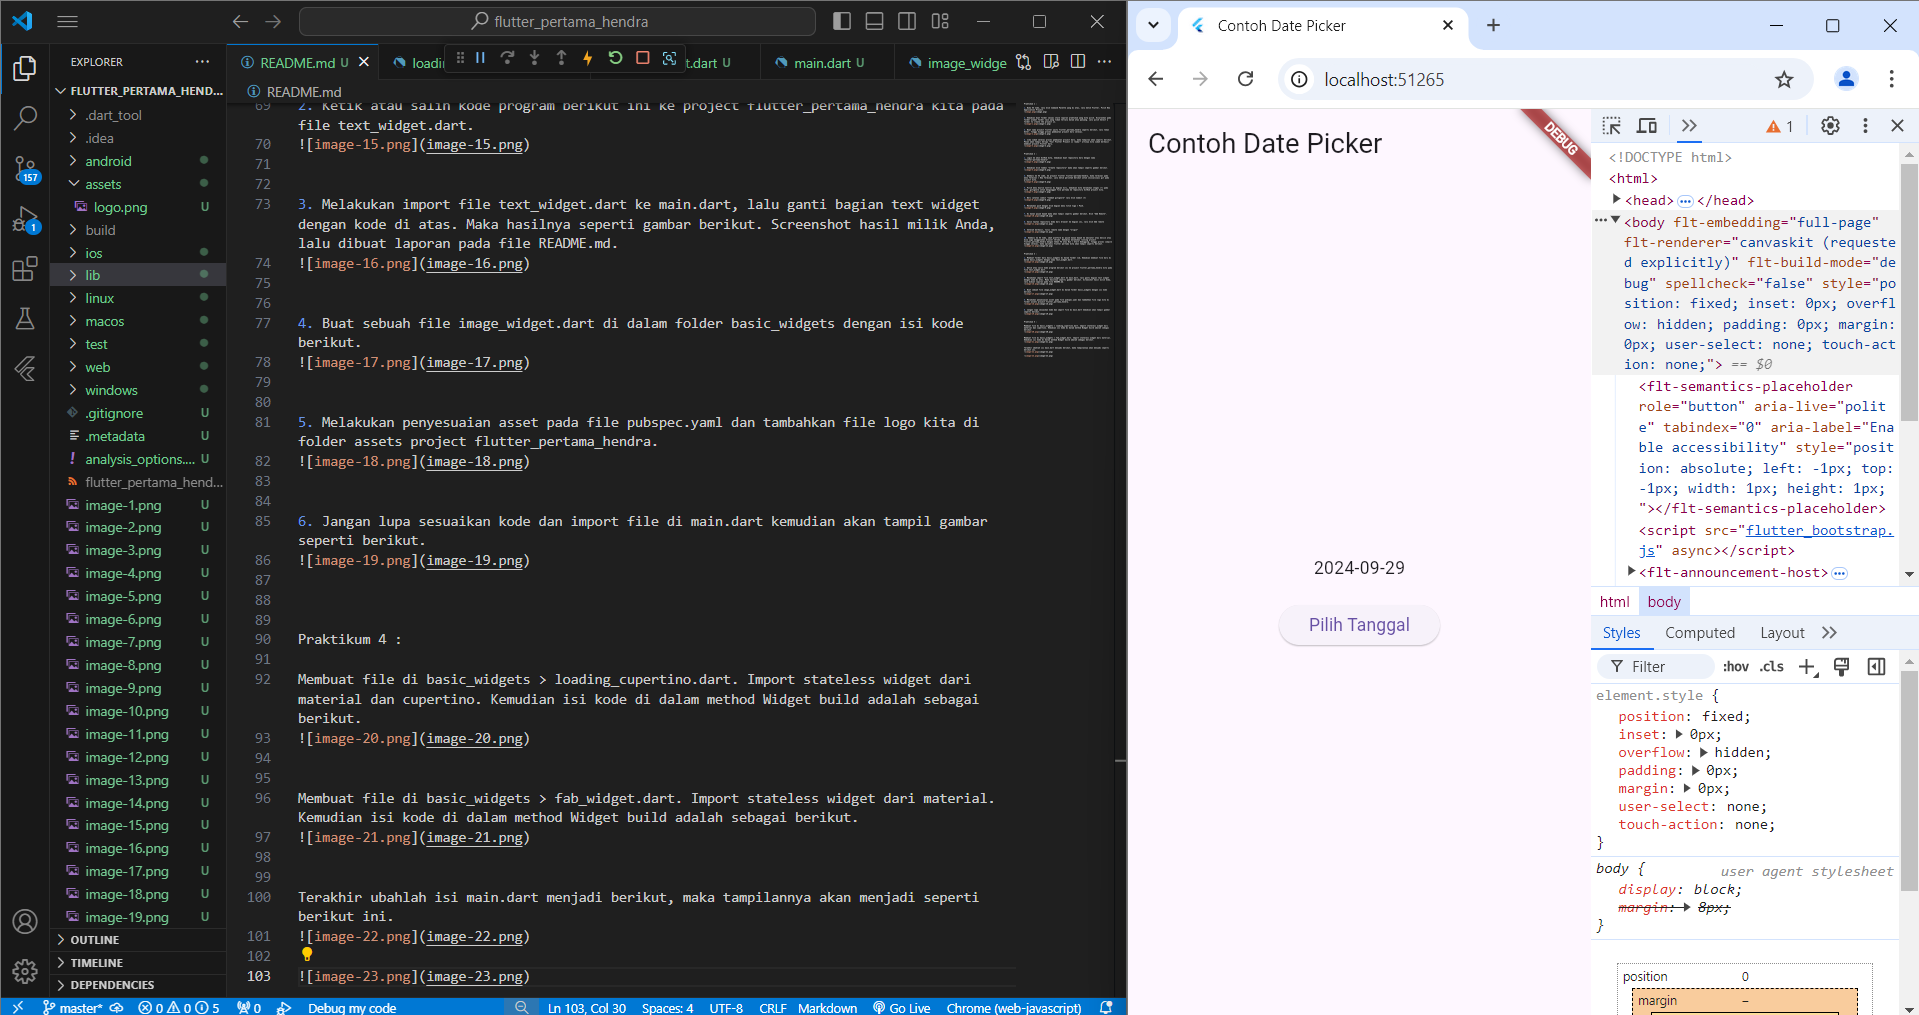 flutter_pertama_hendra
EXPLORER
FLUTTER_PERTAMA_HEND...
.dart_tool
.idea
android
assets
logo.png U
build
ios
lib
linux
macos
test
web
windows
.gitignore U
.metadata U
analysis_options.... U
flutter_pertama_hend...
image-1.png U
image-2.png U
image-3.png U
image-4.png U
image-5.png U
image-6.png U
image-7.png U
image-8.png U
image-9.png U
image-10.png U
image-11.png U
image-12.png U
image-13.png U
image-14.png U
image-15.png U
image-16.png U
image-17.png U
image-18.png U
image-19.png U
OUTLINE
TIMELINE
DEPENDENCIES
157
1
README.md U
loadin
t.dart U
main.dart U
image_widge
README.md
69 2. Ketik atau salin kode program berikut ini ke project flutter_pertama_hendra kita pada
file text_widget.dart.
70 ![image-15.png](image-15.png)
71
72
73 3. Melakukan import file text_widget.dart ke main.dart, lalu ganti bagian text widget
dengan kode di atas. Maka hasilnya seperti gambar berikut. Screenshot hasil milik Anda,
lalu dibuat laporan pada file README.md.
74 ![image-16.png](image-16.png)
75
76
77 4. Buat sebuah file image_widget.dart di dalam folder basic_widgets dengan isi kode
berikut.
78 ![image-17.png](image-17.png)
79
80
81 5. Melakukan penyesuaian asset pada file pubspec.yaml dan tambahkan file logo kita di
folder assets project flutter_pertama_hendra.
82 ![image-18.png](image-18.png)
83
84
85 6. Jangan lupa sesuaikan kode dan import file di main.dart kemudian akan tampil gambar
seperti berikut.
86 ![image-19.png](image-19.png)
87
88
89
90 Praktikum 4 :
91
92 Membuat file di basic_widgets > loading_cupertino.dart. Import stateless widget dari
material dan cupertino. Kemudian isi kode di dalam method Widget build adalah sebagai
berikut.
93 ![image-20.png](image-20.png)
94
95
96 Membuat file di basic_widgets > fab_widget.dart. Import stateless widget dari material.
Kemudian isi kode di dalam method Widget build adalah sebagai berikut.
97 ![image-21.png](image-21.png)
98
99
100 Terakhir ubahlah isi main.dart menjadi berikut, maka tampilannya akan menjadi seperti
berikut ini.
101 ![image-22.png](image-22.png)
102
103 ![image-23.png](image-23.png)
master* 0 0 5 0 Debug my code Ln 103, Col 30 Spaces: 4 UTF-8 CRLF Markdown Go Live Chrome (web-javascript)
Contoh Date Picker
localhost:51265
Contoh Date Picker
DEBUG
2024-09-29
Pilih Tanggal
1
<!DOCTYPE html>
<html>
<head> ••• </head>
••• <body flt-embedding="full-page"
flt-renderer="canvaskit (requeste
d explicitly)" flt-build-mode="de
bug" spellcheck="false" style="po
sition: fixed; inset: 0px; overfl
ow: hidden; padding: 0px; margin:
0px; user-select: none; touch-act
ion: none;"> == $0
<flt-semantics-placeholder
role="button" aria-live="polit
e" tabindex="0" aria-label="Ena
ble accessibility" style="posit
ion: absolute; left: -1px; top:
-1px; width: 1px; height: 1px;
"></flt-semantics-placeholder>
<script src="flutter_bootstrap.
js" async></script>
<flt-announcement-host> •••
html body
Styles Computed Layout
Filter :hov .cls
element.style {
position: fixed;
inset: 0px;
overflow: hidden;
padding: 0px;
margin: 0px;
user-select: none;
touch-action: none;
}
body { user agent stylesheet
display: block;
margin: 8px;
}
position 0
margin –